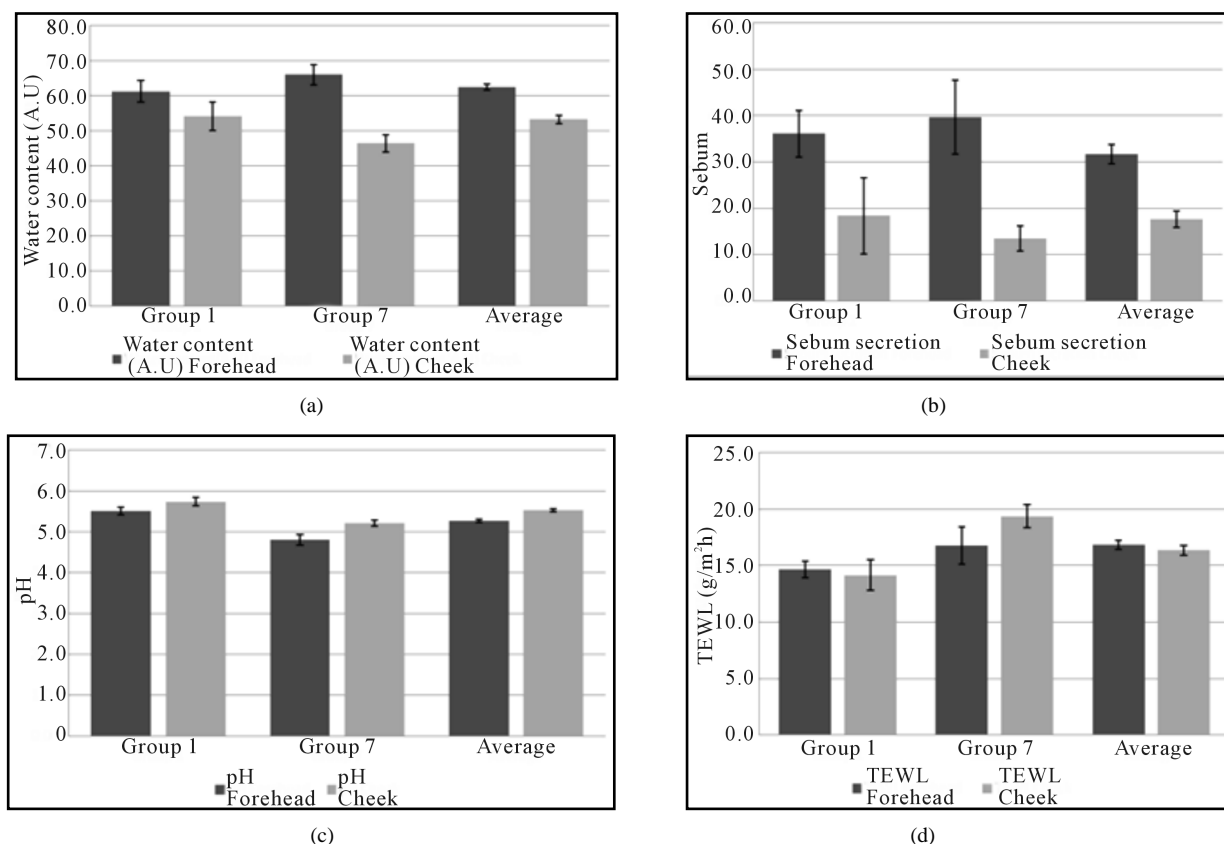 80.0
70.0
60.0
50.0
40.0
30.0
20.0
10.0
0.0
Water content (A.U)
Group 1 Group 7 Average
Water content Water content
(A.U) Forehead (A.U) Cheek
(a)
60.0
50.0
40.0
30.0
20.0
10.0
0.0
Sebum
Group 1 Group 7 Average
Sebum secretion Sebum secretion
Forehead Cheek
(b)
7.0
6.0
5.0
4.0
3.0
2.0
1.0
0
pH
Group 1 Group 7 Average
pH pH
Forehead Cheek
(c)
25.0
20.0
15.0
10.0
5.0
0.0
TEWL (g/m²h)
Group 1 Group 7 Average
TEWL TEWL
Forehead Cheek
(d)